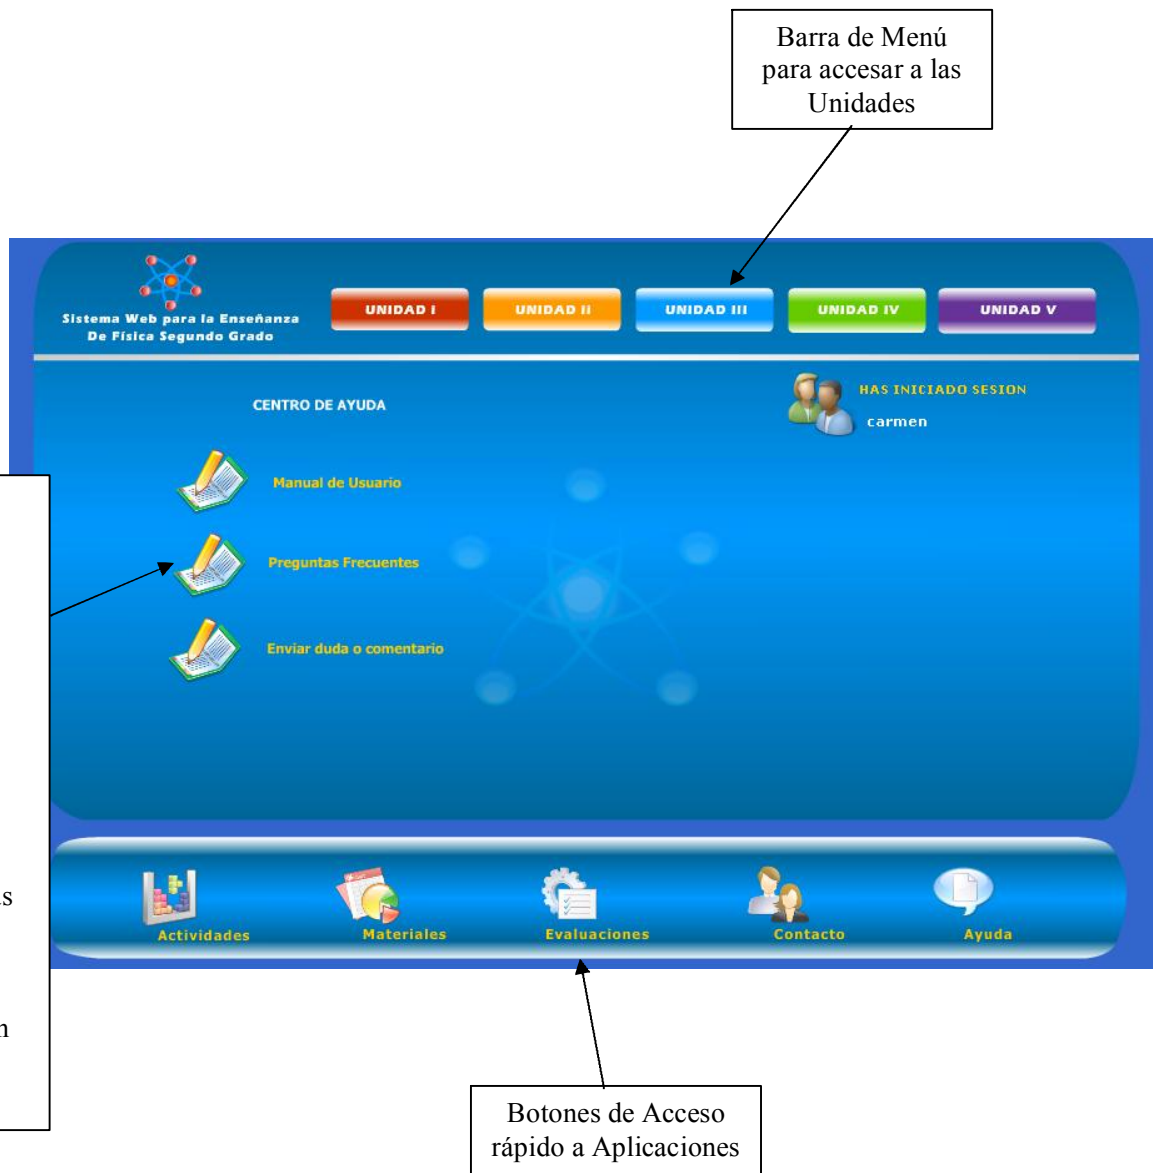 Barra de Menú
para accesar a las
Unidades
Sistema Web para la Enseñanza
De Física Segundo Grado
UNIDAD I
UNIDAD II
UNIDAD III
UNIDAD IV
UNIDAD V
HAS INICIADO SESION
carmen
CENTRO DE AYUDA
Manual de Usuario
Preguntas Frecuentes
Enviar duda o comentario
Actividades
Materiales
Evaluaciones
Contacto
Ayuda
Botones de Acceso
rápido a Aplicaciones